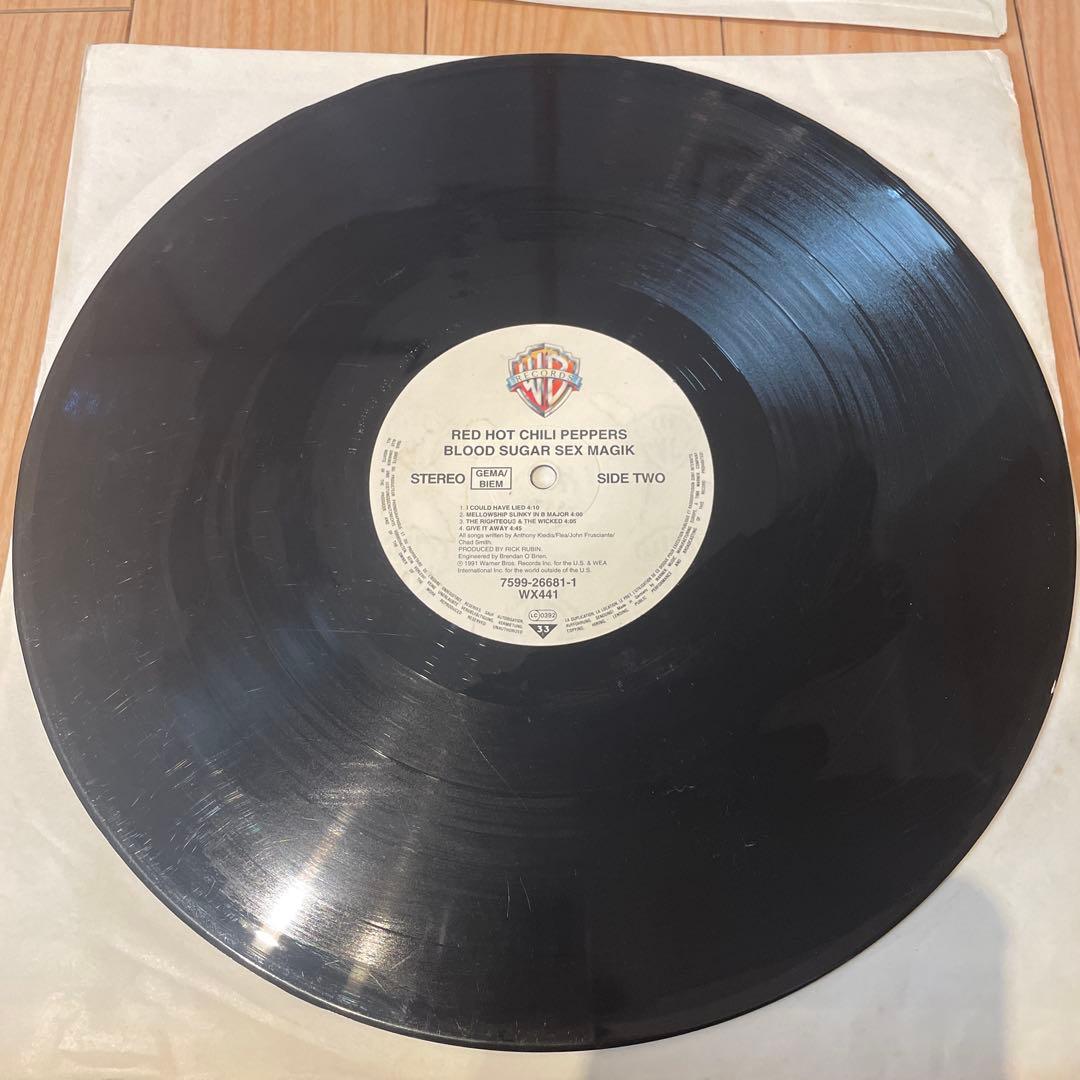 WB
RECORDS
RED HOT CHILI PEPPERS
BLOOD SUGAR SEX MAGIK
STEREO GEMA/ BIEM SIDE TWO
1. I COULD HAVE LIED 4:10
2. MELLOWSHIP SLINKY IN B MAJOR 4:00
3. THE RIGHTEOUS & THE WICKED 4:05
4. GIVE IT AWAY 4:45
All songs written by Anthony Kiedis/Flea/John Frusciante/
Chad Smith.
PRODUCED BY RICK RUBIN.
Engineered by Brendan O'Brien.
℗ 1991 Warner Bros. Records Inc. for the U.S. & WEA
International Inc. for the world outside of the U.S.
7599-26681-1
WX441
LC 0392
33